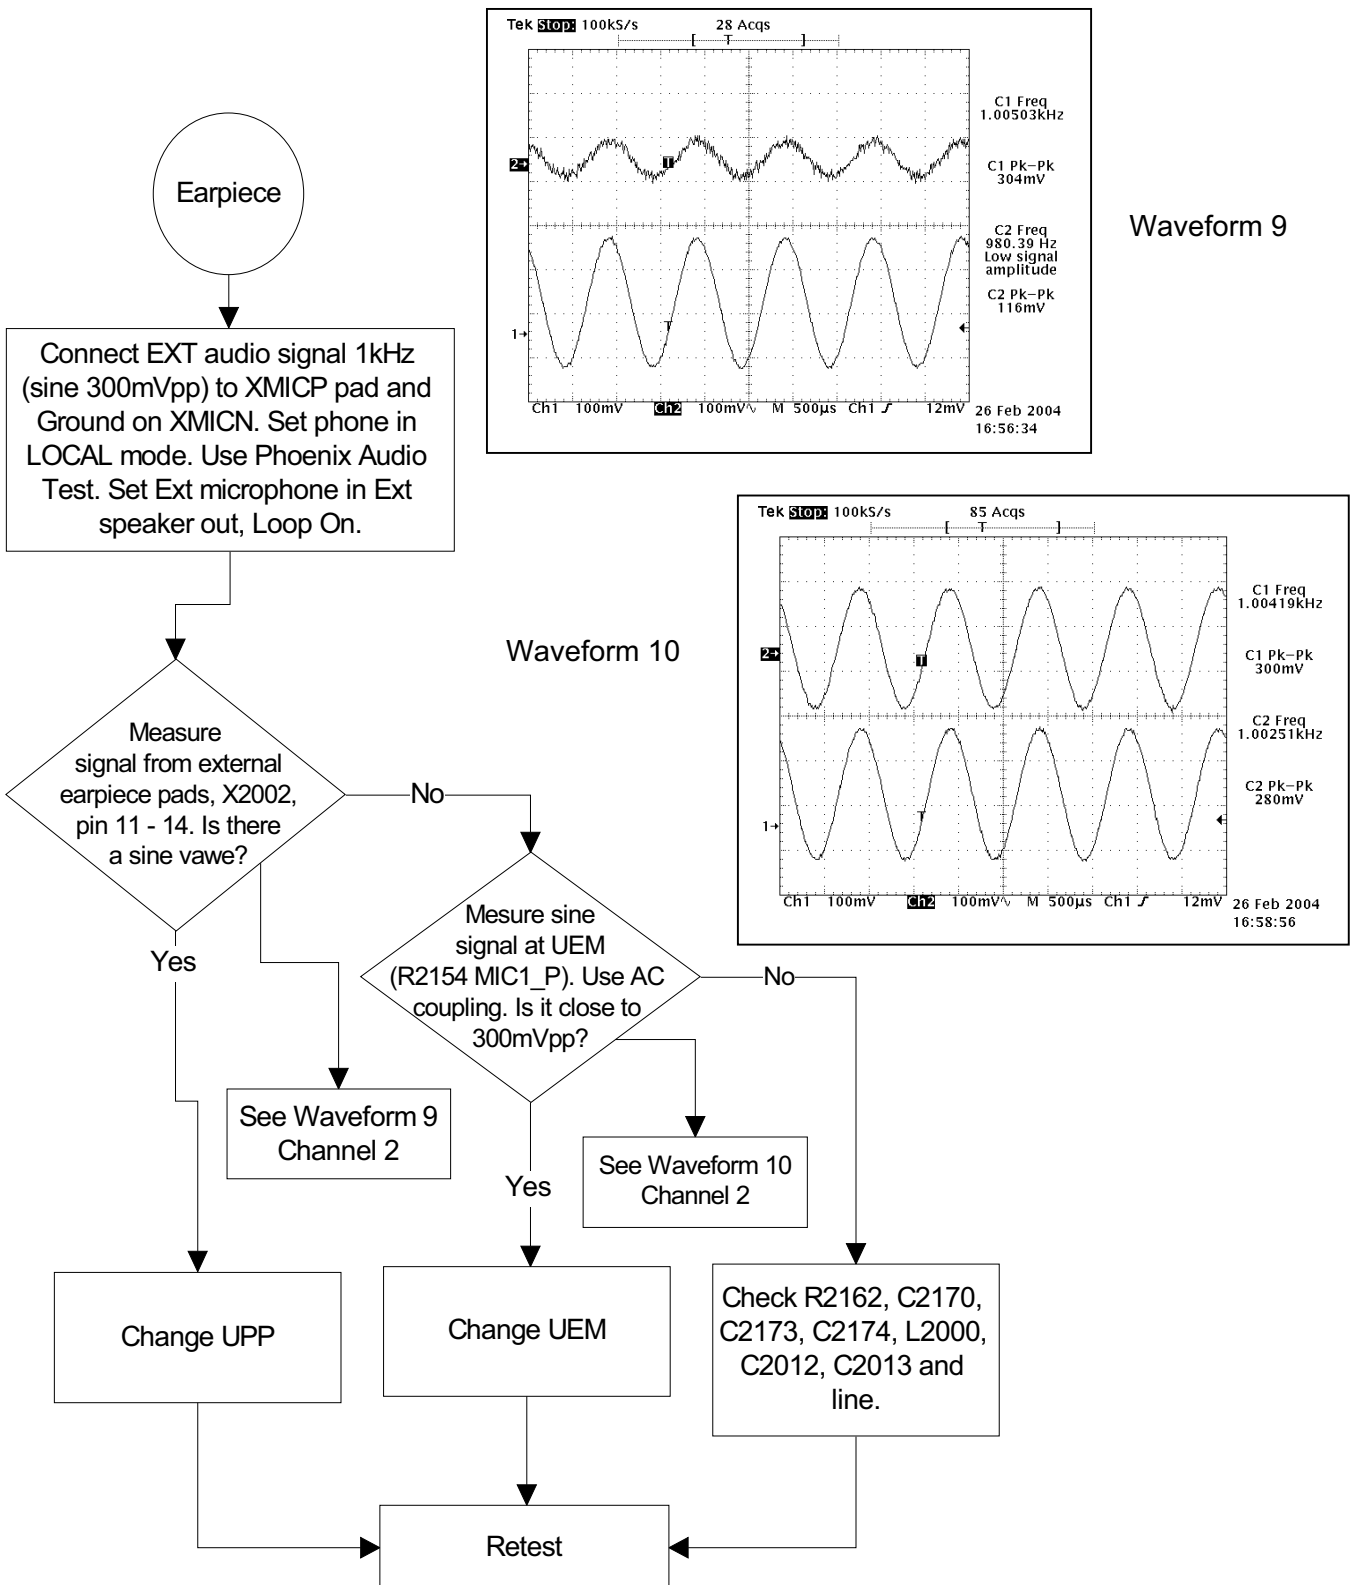 Tek Stop: 100kS/s 28 Acqs
[ T ]
C1 Freq
1.00503kHz
C1 Pk-Pk
304mV
C2 Freq
980.39 Hz
Low signal
amplitude
C2 Pk-Pk
116mV
2→
T
T
1→
Ch1 100mV Ch2 100mV∿ M 500µs Ch1 ƒ 12mV
26 Feb 2004
16:56:34
Waveform 9
Earpiece
Connect EXT audio signal 1kHz
(sine 300mVpp) to XMICP pad and
Ground on XMICN. Set phone in
LOCAL mode. Use Phoenix Audio
Test. Set Ext microphone in Ext
speaker out, Loop On.
Tek Stop: 100kS/s 85 Acqs
[ T ]
C1 Freq
1.00419kHz
C1 Pk-Pk
300mV
C2 Freq
1.00251kHz
C2 Pk-Pk
280mV
2→
T
T
1→
Ch1 100mV Ch2 100mV∿ M 500µs Ch1 ƒ 12mV
26 Feb 2004
16:58:56
Waveform 10
Measure
signal from external
earpiece pads, X2002,
pin 11 - 14. Is there
a sine vawe?
No
Yes
Mesure sine
signal at UEM
(R2154 MIC1_P). Use AC
coupling. Is it close to
300mVpp?
No
See Waveform 9
Channel 2
Yes
See Waveform 10
Channel 2
Change UPP
Change UEM
Check R2162, C2170,
C2173, C2174, L2000,
C2012, C2013 and
line.
Retest